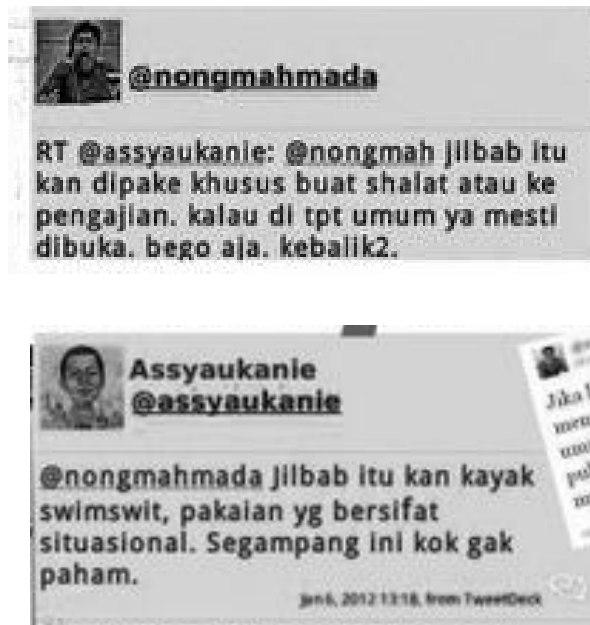 @nongmahmada
RT @assyaukanie: @nongmah jilbab itu
kan dipake khusus buat shalat atau ke
pengajian. kalau di tpt umum ya mesti
dibuka. bego aja. kebalik2.
Assyaukanie
@assyaukanie
@nongmahmada Jilbab itu kan kayak
swimswit, pakaian yg bersifat
situasional. Segampang ini kok gak
paham.
Jan 6, 2012 13:18, from TweetDeck
Jika